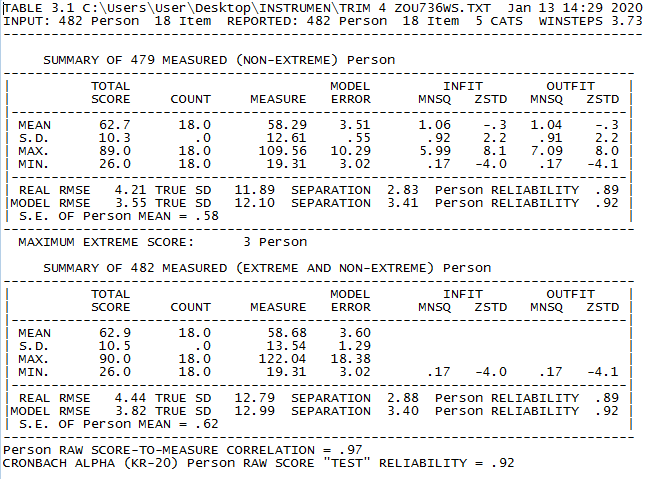 TABLE 3.1 C:\Users\User\Desktop\INSTRUMEN\TRIM 4 ZOU736WS.TXT  Jan 13 14:29 2020
INPUT: 482 Person  18 Item  REPORTED: 482 Person  18 Item  5 CATS  WINSTEPS 3.73
--------------------------------------------------------------------------------
     SUMMARY OF 479 MEASURED (NON-EXTREME) Person
-------------------------------------------------------------------------------
|          TOTAL                         MODEL         INFIT        OUTFIT    |
|          SCORE     COUNT     MEASURE   ERROR      MNSQ   ZSTD   MNSQ   ZSTD |
|-----------------------------------------------------------------------------|
| MEAN      62.7      18.0       58.29    3.51      1.06    -.3   1.04    -.3 |
| S.D.      10.3        .0       12.61     .55       .92    2.2    .91    2.2 |
| MAX.      89.0      18.0      109.56   10.29      5.99    8.1   7.09    8.0 |
| MIN.      26.0      18.0       19.31    3.02       .17   -4.0    .17   -4.1 |
|-----------------------------------------------------------------------------|
| REAL RMSE    4.21 TRUE SD   11.89  SEPARATION  2.83  Person RELIABILITY  .89 |
|MODEL RMSE    3.55 TRUE SD   12.10  SEPARATION  3.41  Person RELIABILITY  .92 |
| S.E. OF Person MEAN = .58                                                   |
-------------------------------------------------------------------------------
  MAXIMUM EXTREME SCORE:      3 Person
     SUMMARY OF 482 MEASURED (EXTREME AND NON-EXTREME) Person
-------------------------------------------------------------------------------
|          TOTAL                         MODEL         INFIT        OUTFIT    |
|          SCORE     COUNT     MEASURE   ERROR      MNSQ   ZSTD   MNSQ   ZSTD |
|-----------------------------------------------------------------------------|
| MEAN      62.9      18.0       58.68    3.60                                |
| S.D.      10.5        .0       13.54    1.29                                |
| MAX.      90.0      18.0      122.04   18.38                                |
| MIN.      26.0      18.0       19.31    3.02       .17   -4.0    .17   -4.1 |
|-----------------------------------------------------------------------------|
| REAL RMSE    4.44 TRUE SD   12.79  SEPARATION  2.88  Person RELIABILITY  .89 |
|MODEL RMSE    3.82 TRUE SD   12.99  SEPARATION  3.40  Person RELIABILITY  .92 |
| S.E. OF Person MEAN = .62                                                   |
-------------------------------------------------------------------------------
Person RAW SCORE-TO-MEASURE CORRELATION = .97
CRONBACH ALPHA (KR-20) Person RAW SCORE "TEST" RELIABILITY = .92